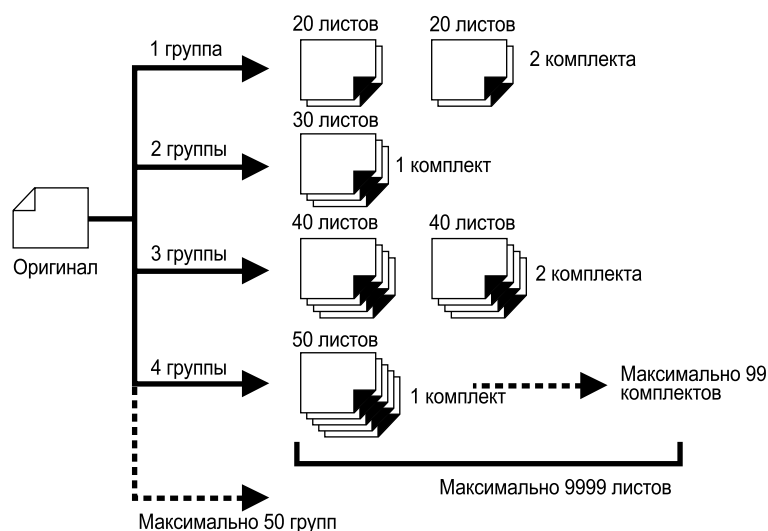 20 листов
20 листов
1 группа
2 комплекта
30 листов
2 группы
1 комплект
40 листов
40 листов
3 группы
Оригинал
2 комплекта
50 листов
4 группы
1 комплект
Максимально 99
комплектов
Максимально 9999 листов
Максимально 50 групп